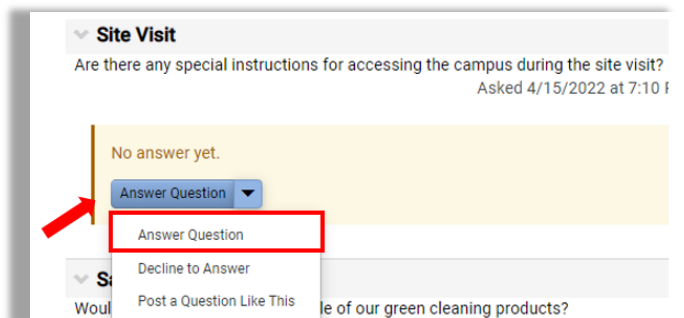 Site Visit
Are there any special instructions for accessing the campus during the site visit?
Asked 4/15/2022 at 7:10
No answer yet.
Answer Question
Answer Question
Decline to Answer
Post a Question Like This
of our green cleaning products?